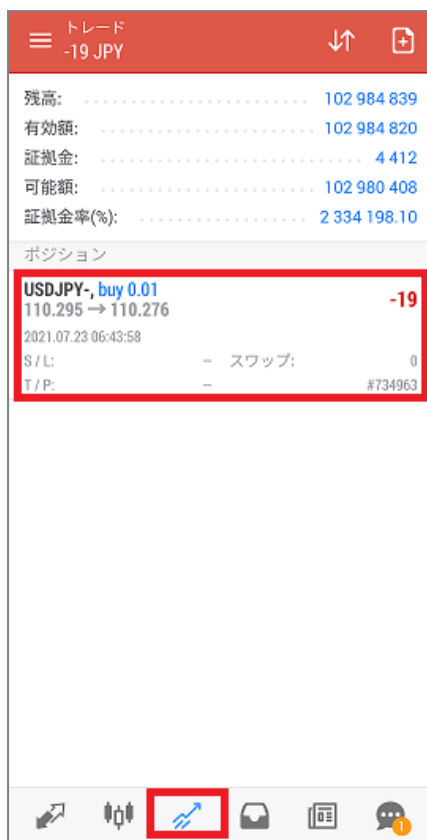 トレード
-19 JPY
残高: 102 984 839
有効額: 102 984 820
証拠金: 4 412
可能額: 102 980 408
証拠金率(%): 2 334 198.10
ポジション
USDJPY-, buy 0.01
110.295 → 110.276
-19
2021.07.23 06:43:58
S / L: – スワップ: 0
T / P: – #734963
1